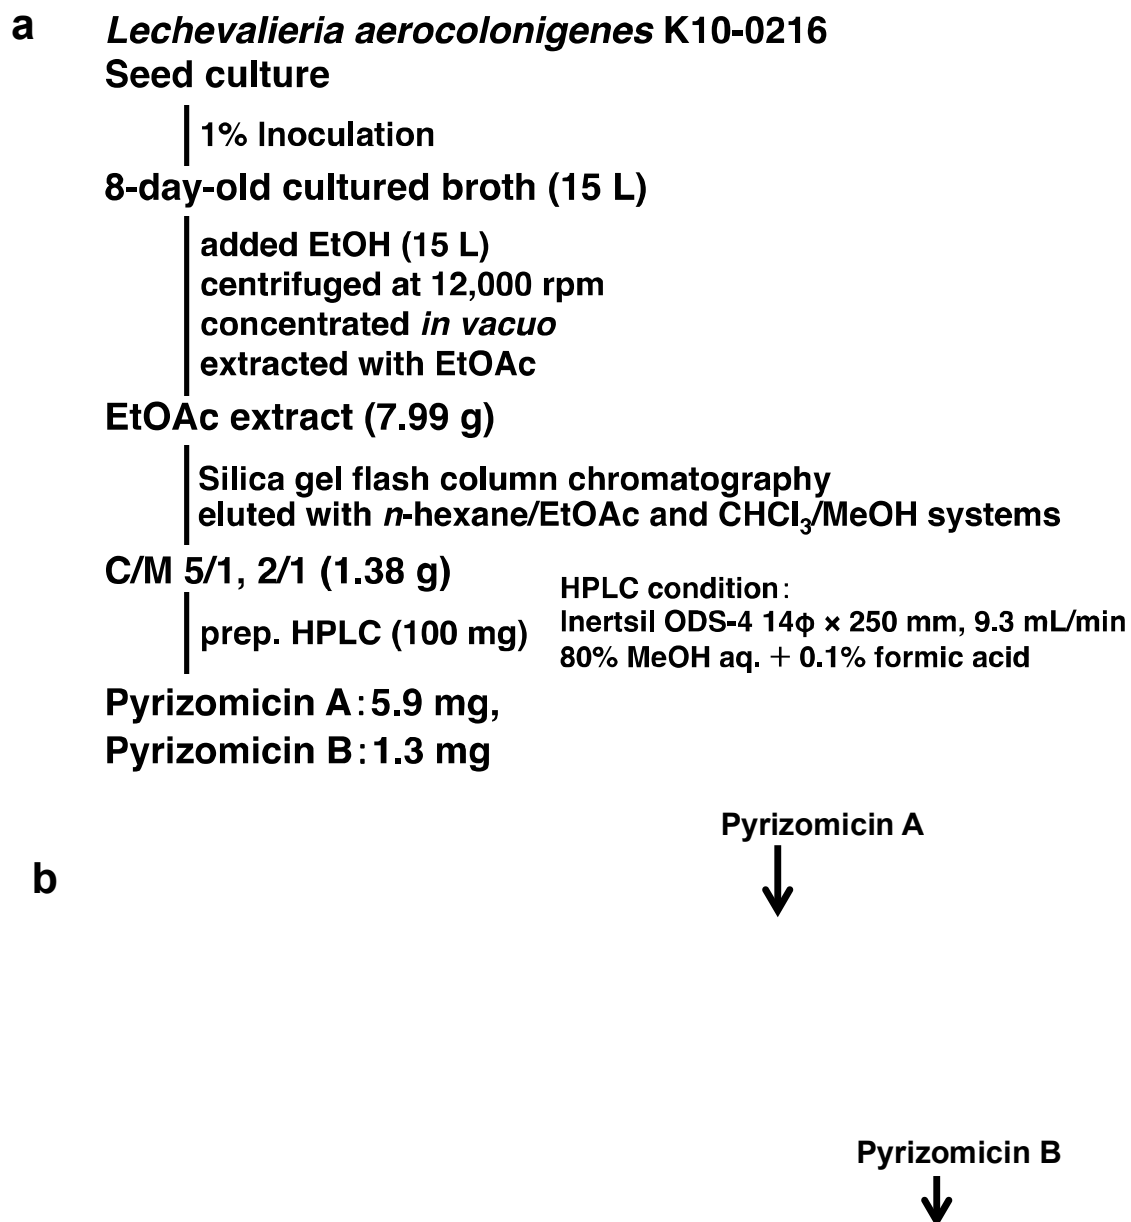 a
Lechevalieria aerocolonigenes K10-0216
Seed culture
1% Inoculation
8-day-old cultured broth (15 L)
added EtOH (15 L)
centrifuged at 12,000 rpm
concentrated in vacuo
extracted with EtOAc
EtOAc extract (7.99 g)
Silica gel flash column chromatography
eluted with n-hexane/EtOAc and CHCl₃/MeOH systems
C/M 5/1, 2/1 (1.38 g)
prep. HPLC (100 mg)
HPLC condition:
Inertsil ODS-4 14ϕ × 250 mm, 9.3 mL/min
80% MeOH aq. + 0.1% formic acid
Pyrizomicin A: 5.9 mg,
Pyrizomicin B: 1.3 mg
b
Pyrizomicin A
Pyrizomicin B